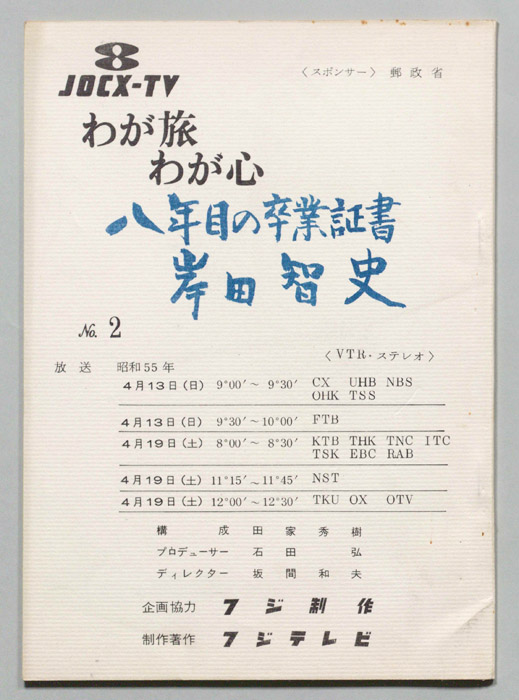 8
JOCX-TV
〈スポンサー〉 郵政省
わが旅
わが心
八年目の卒業証書
岸田智史
No. 2
〈VTR・ステレオ〉
放送 昭和55年
4月13日(日) 9°00′~ 9°30′ CX UHB NBS
OHK TSS
4月13日(日) 9°30′~10°00′ FTB
4月19日(土) 8°00′~ 8°30′ KTB THK TNC ITC
TSK EBC RAB
4月19日(土) 11°15′~11°45′ NST
4月19日(土) 12°00′~12°30′ TKU OX OTV
構成 田家秀樹
プロデューサー 石田弘
ディレクター 坂間和夫
企画協力 フジ制作
制作著作 フジテレビ